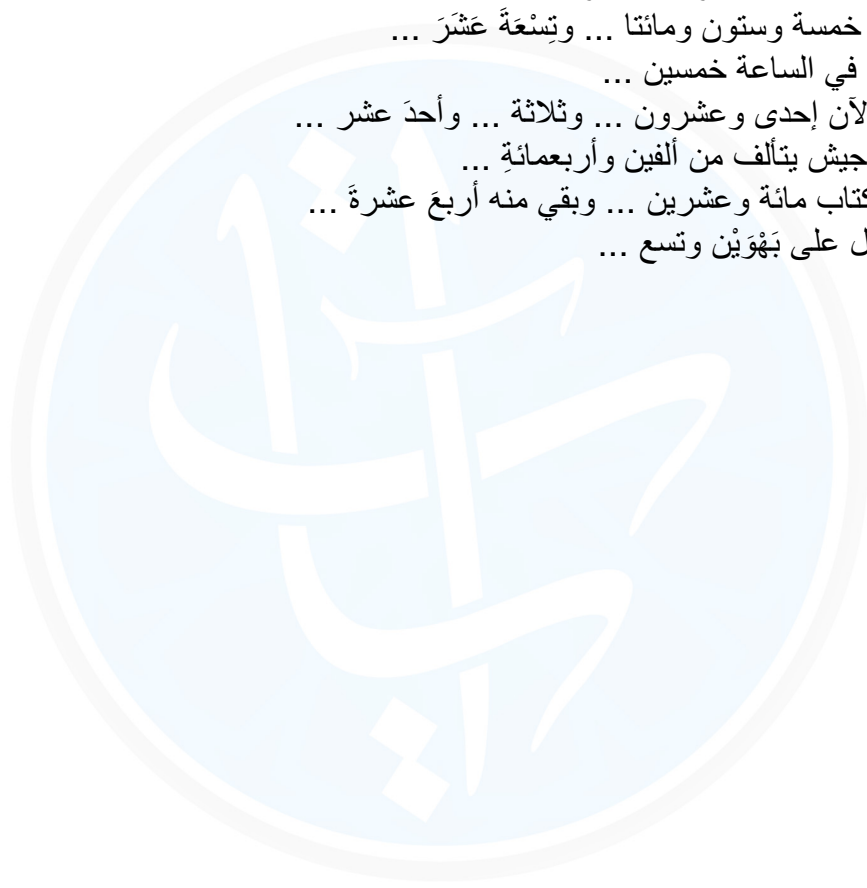 خمسة وستون ومائتا ... وتِسْعَةَ عَشَرَ ...
في الساعة خمسين ...
لآن إحدى وعشرون ... وثلاثة ... وأحدَ عشر ...
جيش يتألف من ألفين وأربعمائةِ ...
كتاب مائة وعشرين ... وبقي منه أربعَ عشرةَ ...
ل على بَهْوَيْن وتسع ...